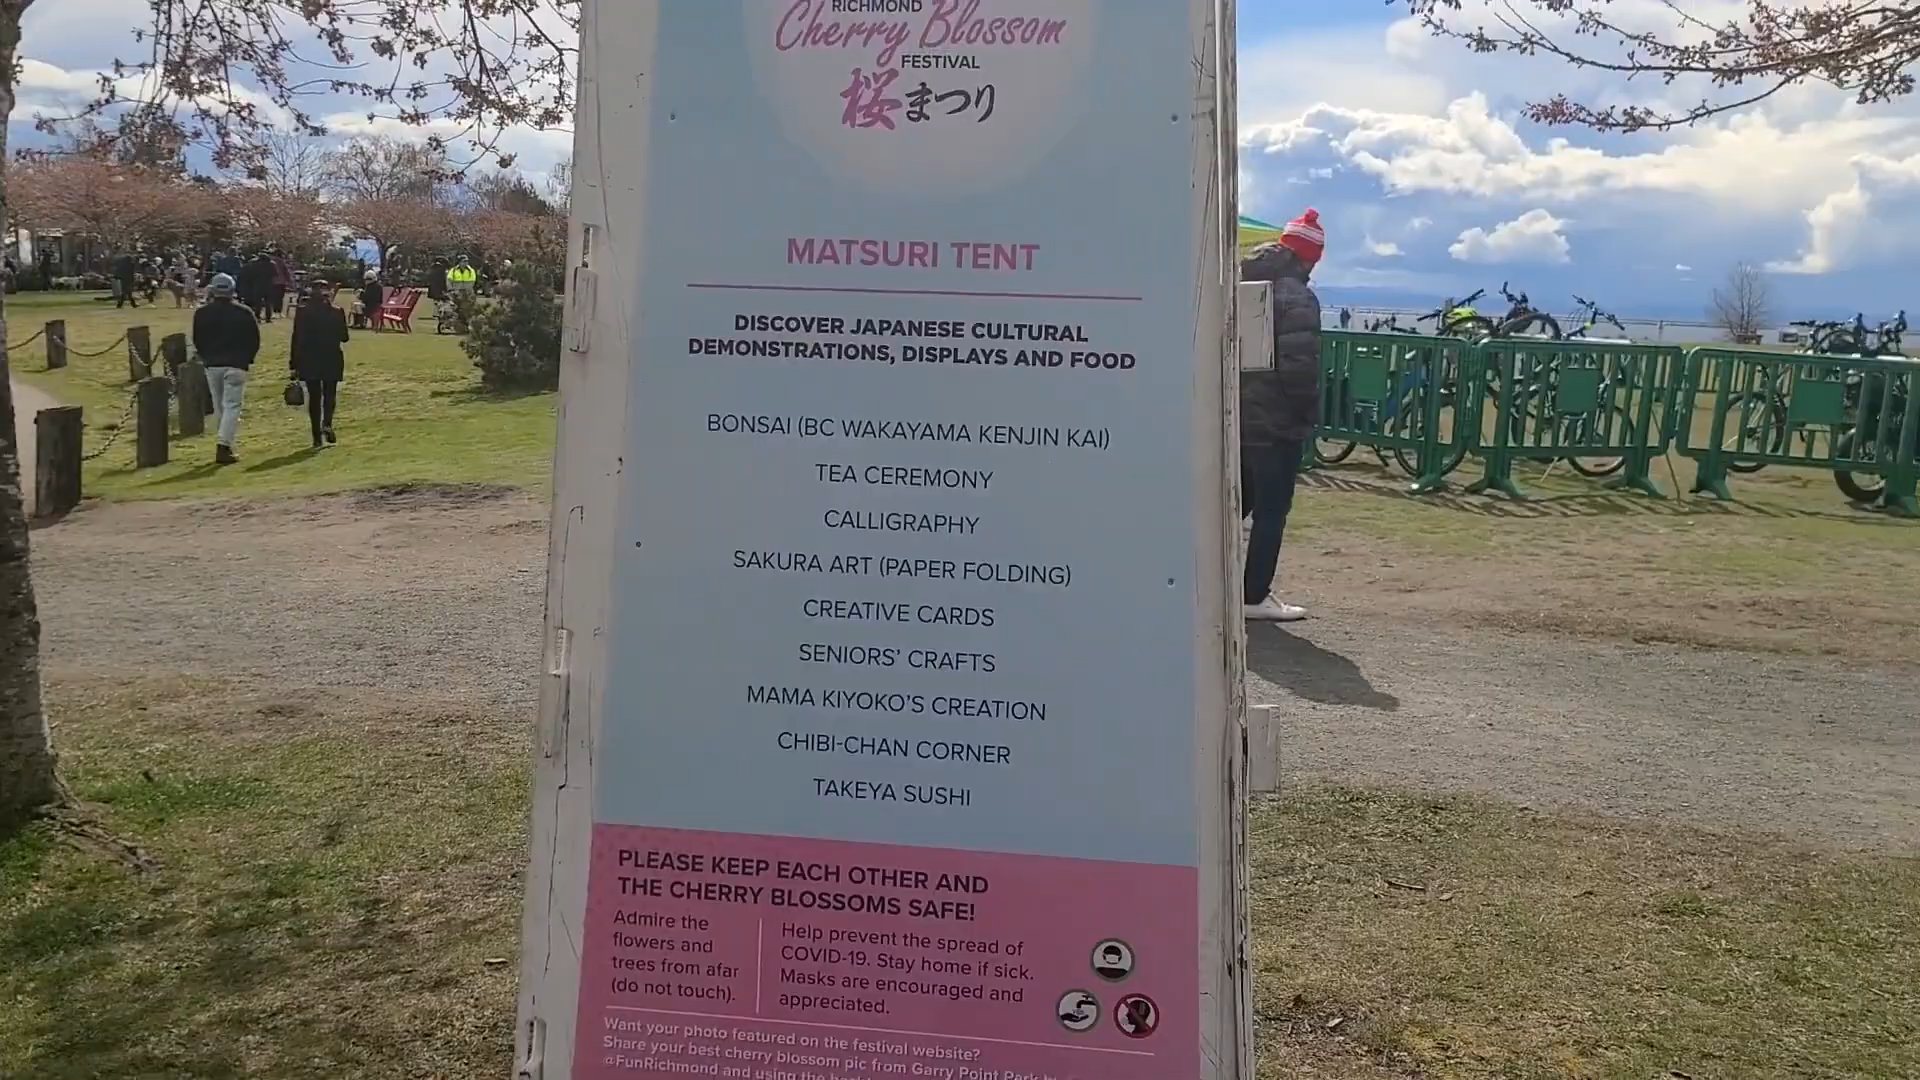 RICHMOND
Cherry Blossom
FESTIVAL
桜まつり
MATSURI TENT
DISCOVER JAPANESE CULTURAL
DEMONSTRATIONS, DISPLAYS AND FOOD
BONSAI (BC WAKAYAMA KENJIN KAI)
TEA CEREMONY
CALLIGRAPHY
SAKURA ART (PAPER FOLDING)
CREATIVE CARDS
SENIORS' CRAFTS
MAMA KIYOKO'S CREATION
CHIBI-CHAN CORNER
TAKEYA SUSHI
PLEASE KEEP EACH OTHER AND
THE CHERRY BLOSSOMS SAFE!
Admire the
flowers and
trees from afar
(do not touch).
Help prevent the spread of
COVID-19. Stay home if sick.
Masks are encouraged and
appreciated.
Want your photo featured on the festival website?
Share your best cherry blossom pic from Garry Point Park
@FunRichmond and using the